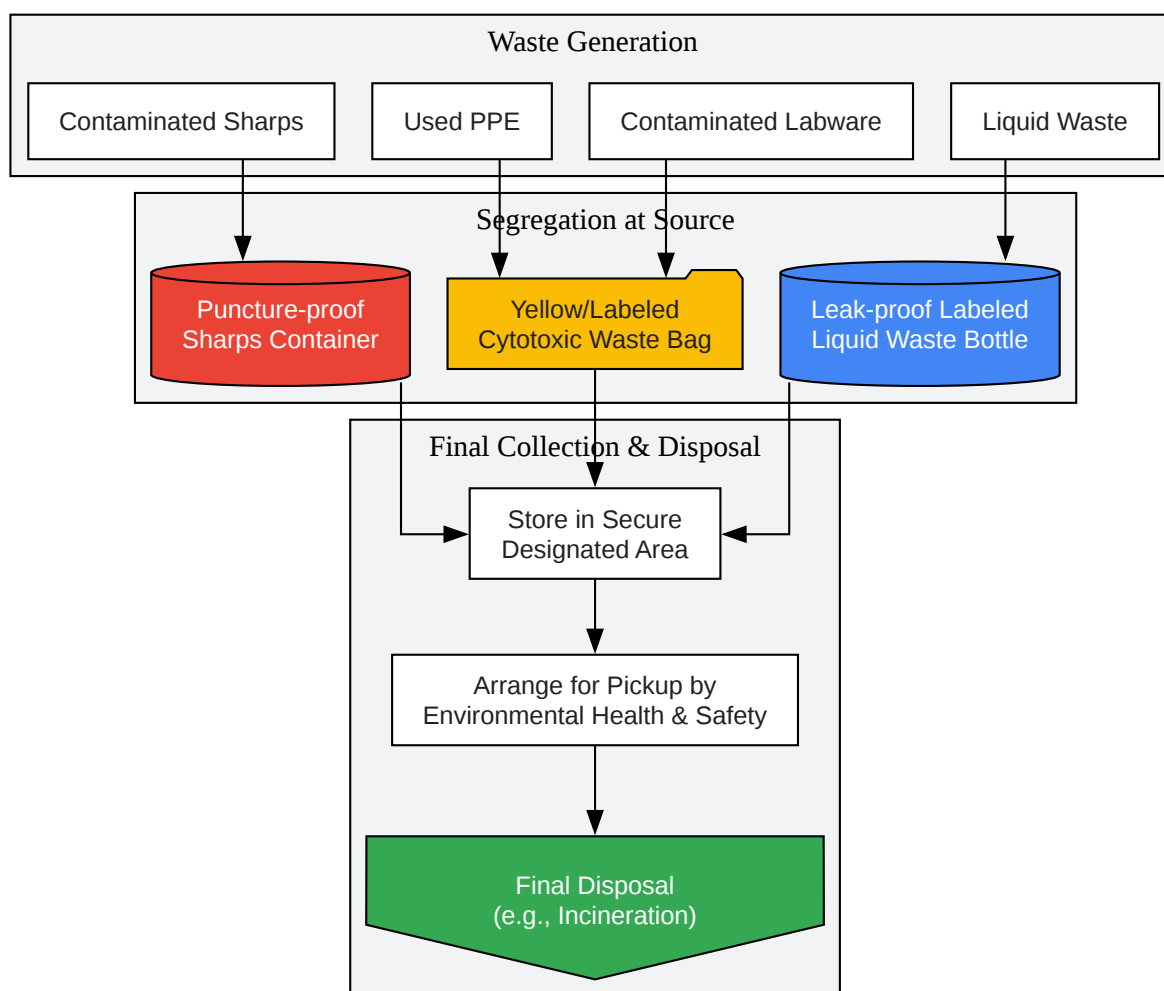 Waste Generation
Contaminated Sharps
Used PPE
Contaminated Labware
Liquid Waste
Segregation at Source
Puncture-proof
Sharps Container
Yellow/Labeled
Cytotoxic Waste Bag
Leak-proof Labeled
Liquid Waste Bottle
Final Collection & Disposal
Store in Secure
Designated Area
Arrange for Pickup by
Environmental Health & Safety
Final Disposal
(e.g., Incineration)